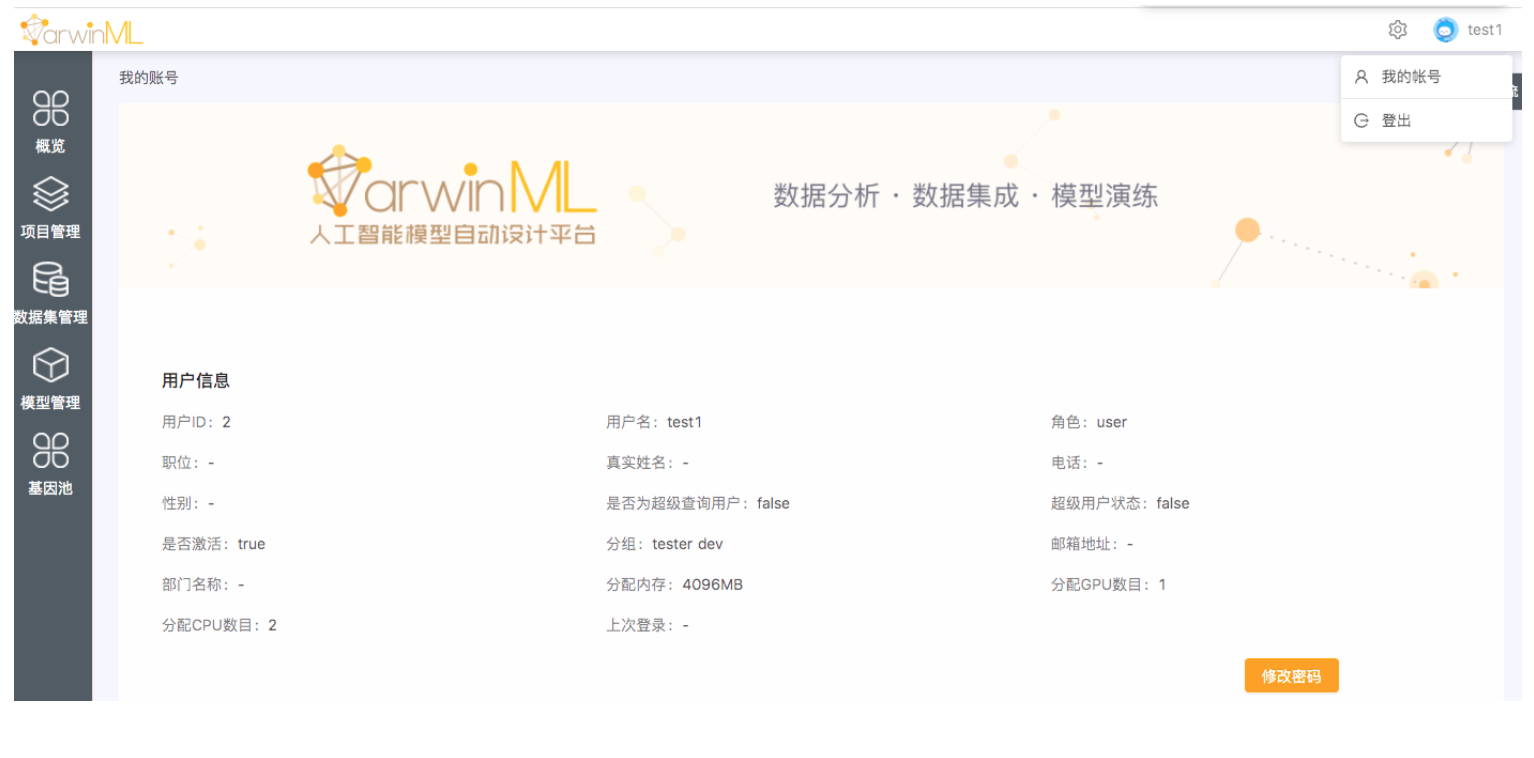 DarwinML
test1
我的账号
我的帐号
登出
概览
项目管理
数据集管理
模型管理
基因池
DarwinML
人工智能模型自动设计平台
数据分析 · 数据集成 · 模型演练
用户信息
用户ID： 2
用户名： test1
角色： user
职位： -
真实姓名： -
电话： -
性别： -
是否为超级查询用户： false
超级用户状态： false
是否激活： true
分组： tester dev
邮箱地址： -
部门名称： -
分配内存： 4096MB
分配GPU数目： 1
分配CPU数目： 2
上次登录： -
修改密码